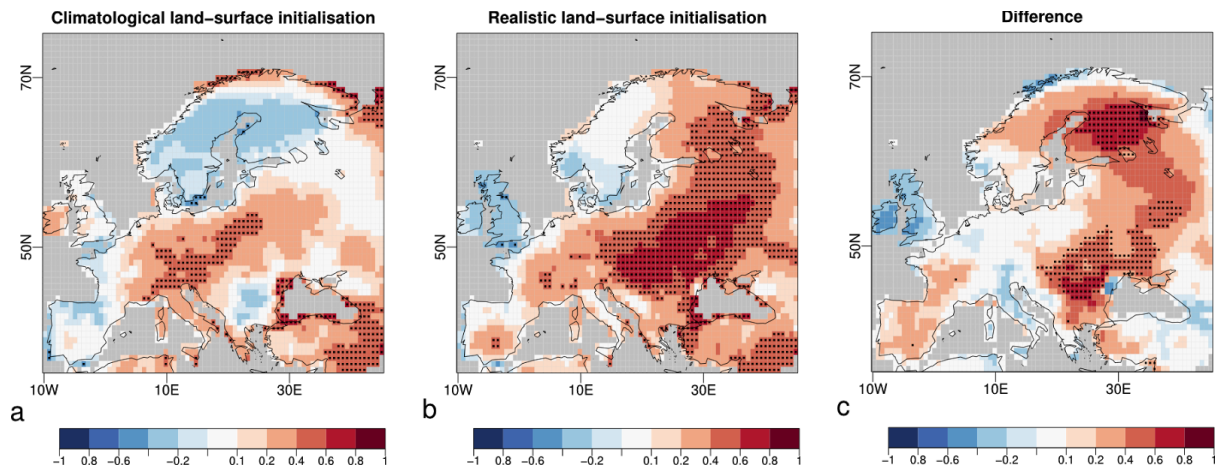 Climatological land−surface initialisation
Realistic land−surface initialisation
Difference
70N
50N
10W 10E 30E
a
−1 0.8 −0.6 −0.2 0.1 0.2 0.4 0.6 0.8 1
70N
50N
10W 10E 30E
b
−1 0.8 −0.6 −0.2 0.1 0.2 0.4 0.6 0.8 1
70N
50N
10W 10E 30E
c
−1 0.8 −0.6 −0.2 0.1 0.2 0.4 0.6 0.8 1